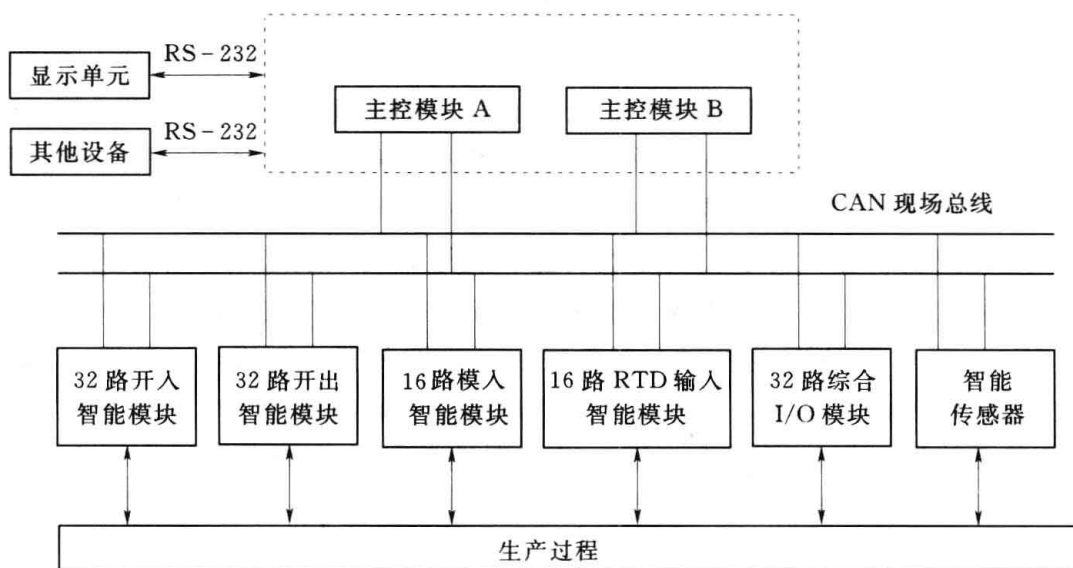 显示单元
RS-232
其他设备
RS-232
主控模块 A
主控模块 B
CAN 现场总线
32 路开入
智能模块
32 路开出
智能模块
16 路模入
智能模块
16 路 RTD 输入
智能模块
32 路综合
I/O 模块
智能
传感器
生产过程